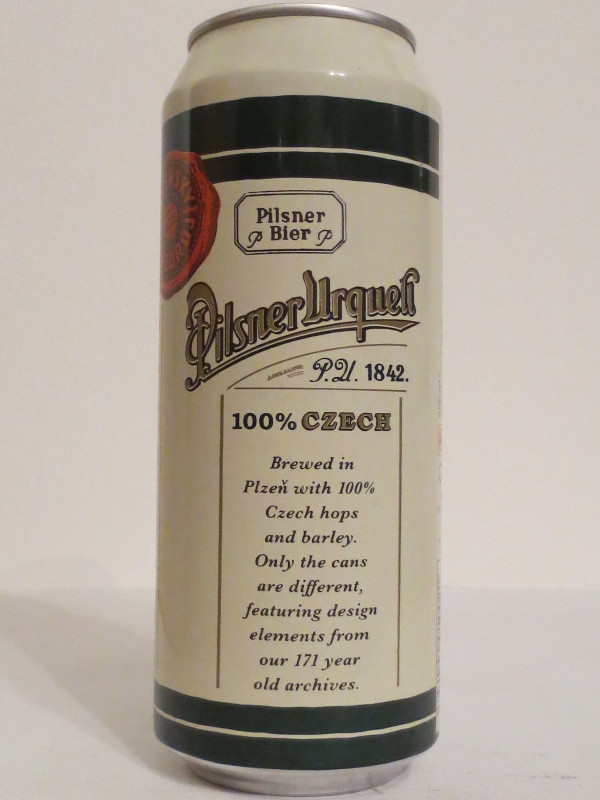 Pilsner
P Bier P
Pilsner Urquell
P.U. 1842.
100% CZECH
Brewed in
Plzeň with 100%
Czech hops
and barley.
Only the cans
are different,
featuring design
elements from
our 171 year
old archives.